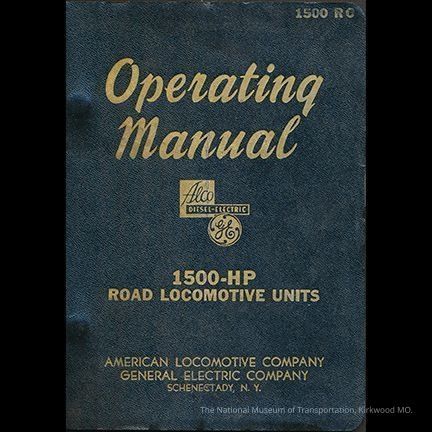 1500 RG
Operating
Manual
Alco
DIESEL-ELECTRIC
GE
1500-HP
ROAD LOCOMOTIVE UNITS
AMERICAN LOCOMOTIVE COMPANY
GENERAL ELECTRIC COMPANY
SCHENECTADY, N. Y.
The National Museum of Transportation, Kirkwood MO.